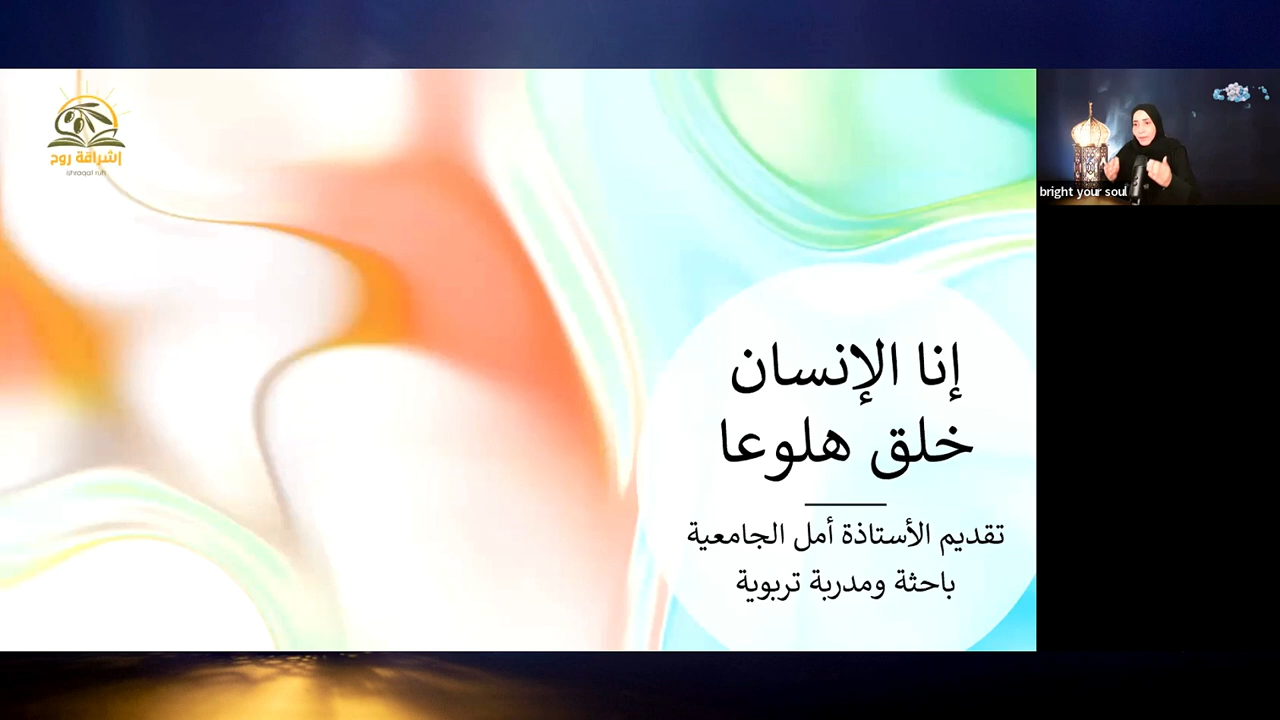 إشراقة روح
ishraqat ruh
bright your soul
إنا الإنسان
خلق هلوعا
تقديم الأستاذة أمل الجامعية
باحثة ومدربة تربوية